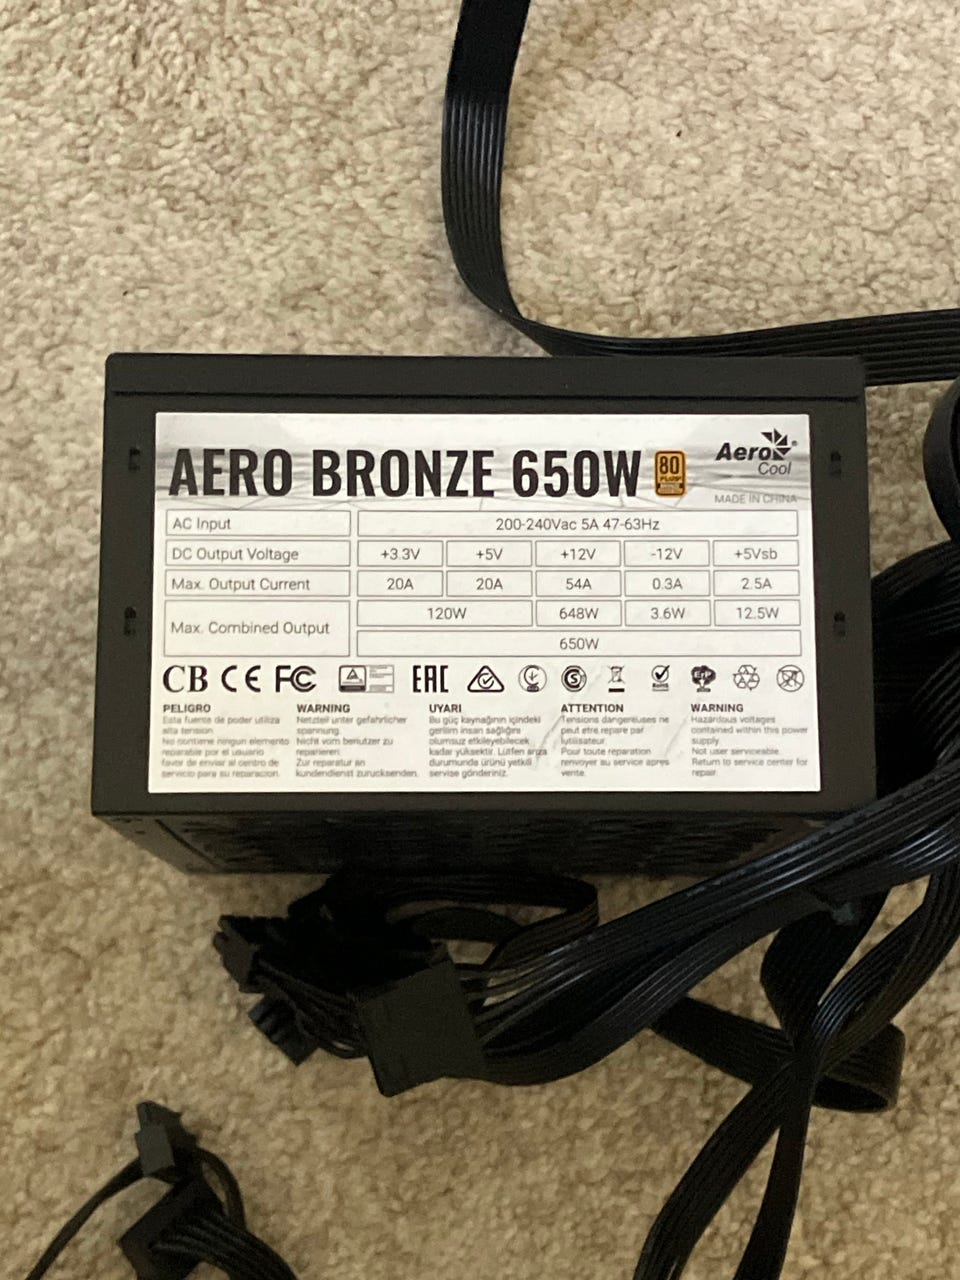 AERO BRONZE 650W
80
PLUS
BRONZE
Aero
Cool
MADE IN CHINA
AC Input 200-240Vac 5A 47-63Hz
DC Output Voltage +3.3V +5V +12V -12V +5Vsb
Max. Output Current 20A 20A 54A 0.3A 2.5A
Max. Combined Output 120W 648W 3.6W 12.5W
650W
CB CE FC EAC
PELIGRO
Esta fuente de poder utiliza
alta tension
No contiene ningun elemento
reparable por el usuario
favor de enviar al centro de
servicio para su reparacion.
WARNING
Netzteil unter gefahrlicher
spannung.
Nicht vom benutzer zu
reparieren.
Zur reparatur an
kundendienst zurucksenden.
UYARI
Bu güç kaynağının içindeki
gerilim insan sağlığını
olumsuz etkileyebilecek
kadar yüksektir. Lütfen arıza
durumunda ürünü yetkili
servise gönderiniz.
ATTENTION
Tensions dangereuses ne
peut etre repare par
lutilisateur.
Pour toute reparation
renvoyer au service apres
vente.
WARNING
Hazardous voltages
contained within this power
supply.
Not user serviceable.
Return to service center for
repair.